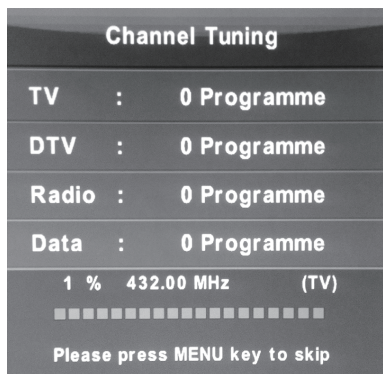 Channel Tuning
TV : 0 Programme
DTV : 0 Programme
Radio : 0 Programme
Data : 0 Programme
1 % 432.00 MHz (TV)
Please press MENU key to skip